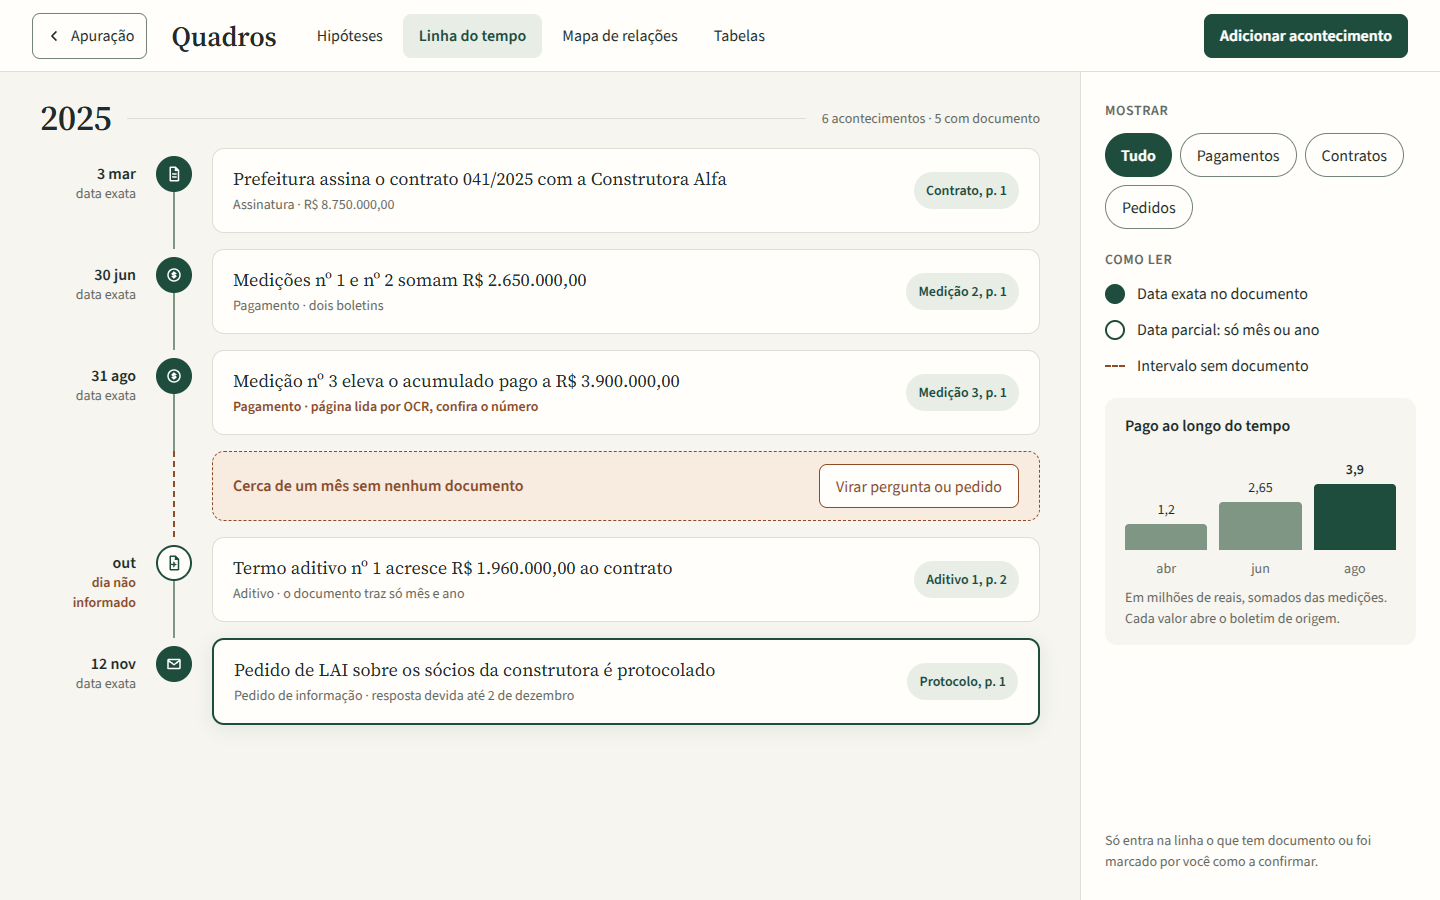 Apuração
Quadros
Hipóteses
Linha do tempo
Mapa de relações
Tabelas
Adicionar acontecimento
2025
6 acontecimentos · 5 com documento
3 mar
data exata
Prefeitura assina o contrato 041/2025 com a Construtora Alfa
Assinatura · R$ 8.750.000,00
Contrato, p. 1
30 jun
data exata
Medições nº 1 e nº 2 somam R$ 2.650.000,00
Pagamento · dois boletins
Medição 2, p. 1
31 ago
data exata
Medição nº 3 eleva o acumulado pago a R$ 3.900.000,00
Pagamento · página lida por OCR, confira o número
Medição 3, p. 1
Cerca de um mês sem nenhum documento
Virar pergunta ou pedido
out
dia não
informado
Termo aditivo nº 1 acresce R$ 1.960.000,00 ao contrato
Aditivo · o documento traz só mês e ano
Aditivo 1, p. 2
12 nov
data exata
Pedido de LAI sobre os sócios da construtora é protocolado
Pedido de informação · resposta devida até 2 de dezembro
Protocolo, p. 1
MOSTRAR
Tudo
Pagamentos
Contratos
Pedidos
COMO LER
Data exata no documento
Data parcial: só mês ou ano
Intervalo sem documento
Pago ao longo do tempo
1,2
2,65
3,9
abr
jun
ago
Em milhões de reais, somados das medições.
Cada valor abre o boletim de origem.
Só entra na linha o que tem documento ou foi
marcado por você como a confirmar.